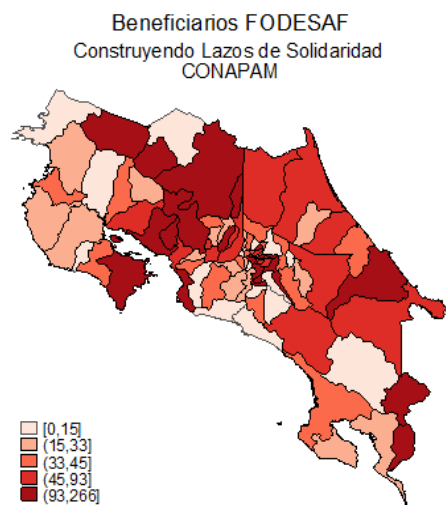 Beneficiarios FODESAF
Construyendo Lazos de Solidaridad
CONAPAM
[0,15]
(15,33]
(33,45]
(45,93]
(93,266]